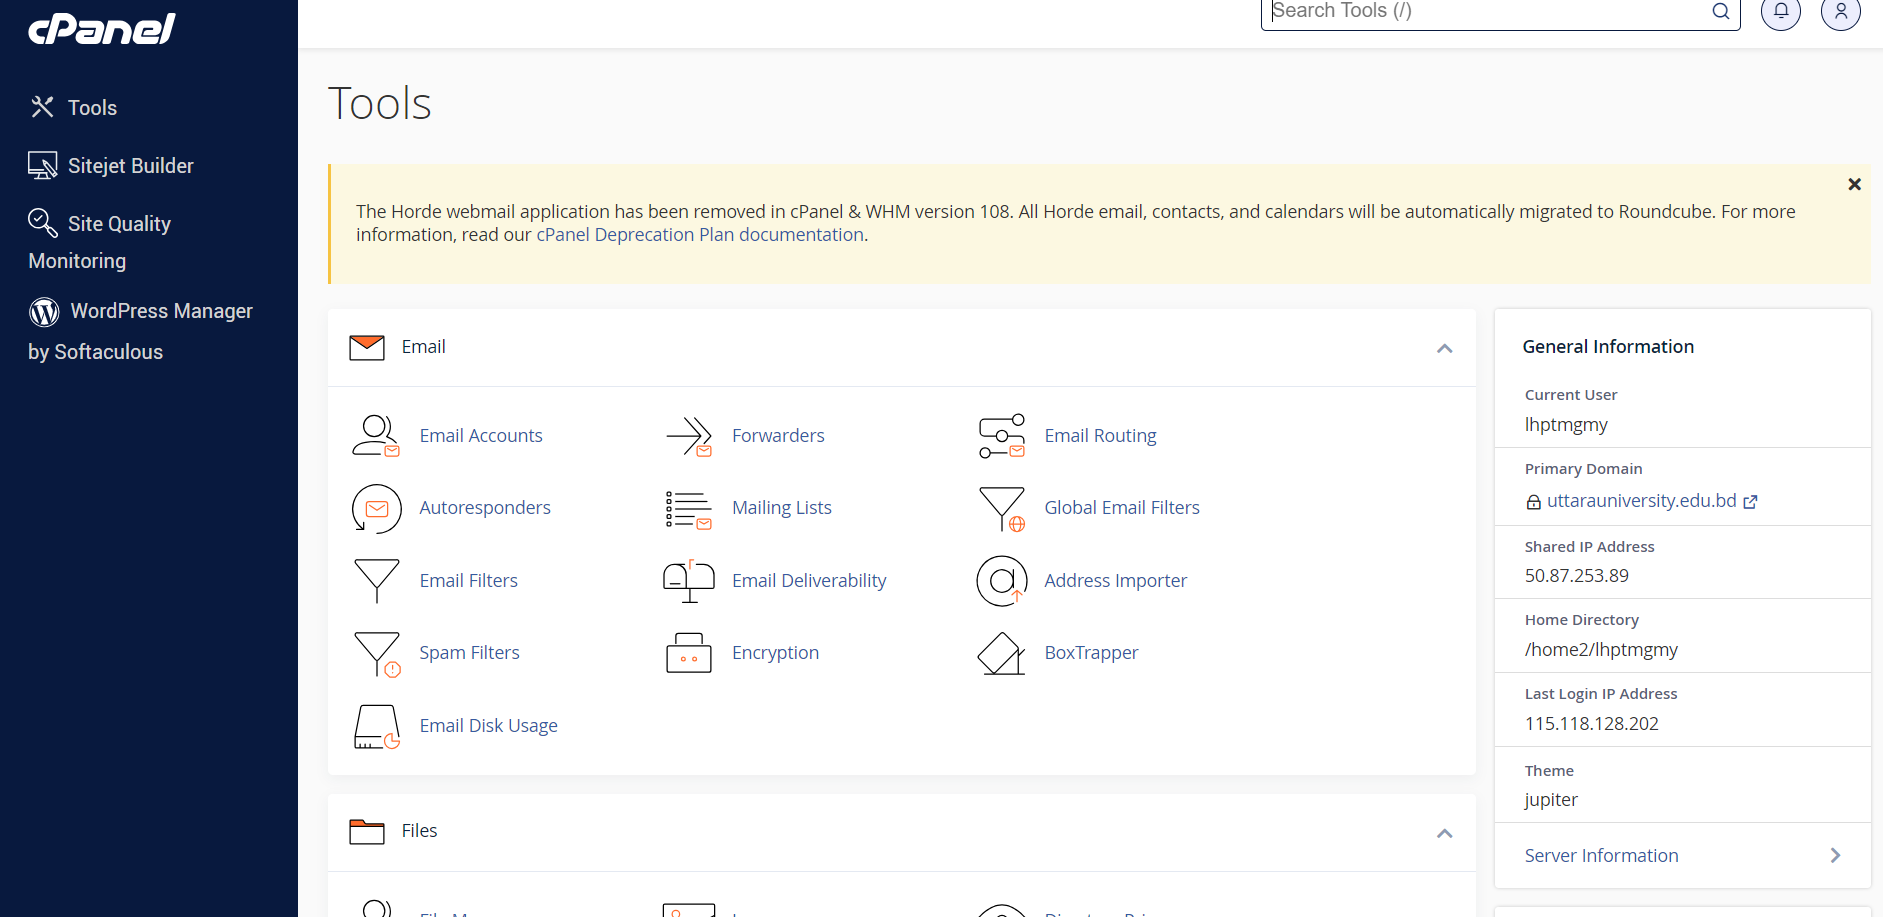 cPanel
Search Tools (/)
Tools
Sitejet Builder
Site Quality
Monitoring
WordPress Manager
by Softaculous
Tools
The Horde webmail application has been removed in cPanel & WHM version 108. All Horde email, contacts, and calendars will be automatically migrated to Roundcube. For more
information, read our cPanel Deprecation Plan documentation.
Email
Email Accounts
Forwarders
Email Routing
Autoresponders
Mailing Lists
Global Email Filters
Email Filters
Email Deliverability
Address Importer
Spam Filters
Encryption
BoxTrapper
Email Disk Usage
Files
General Information
Current User
lhptmgmy
Primary Domain
uttarauniversity.edu.bd
Shared IP Address
50.87.253.89
Home Directory
/home2/lhptmgmy
Last Login IP Address
115.118.128.202
Theme
jupiter
Server Information